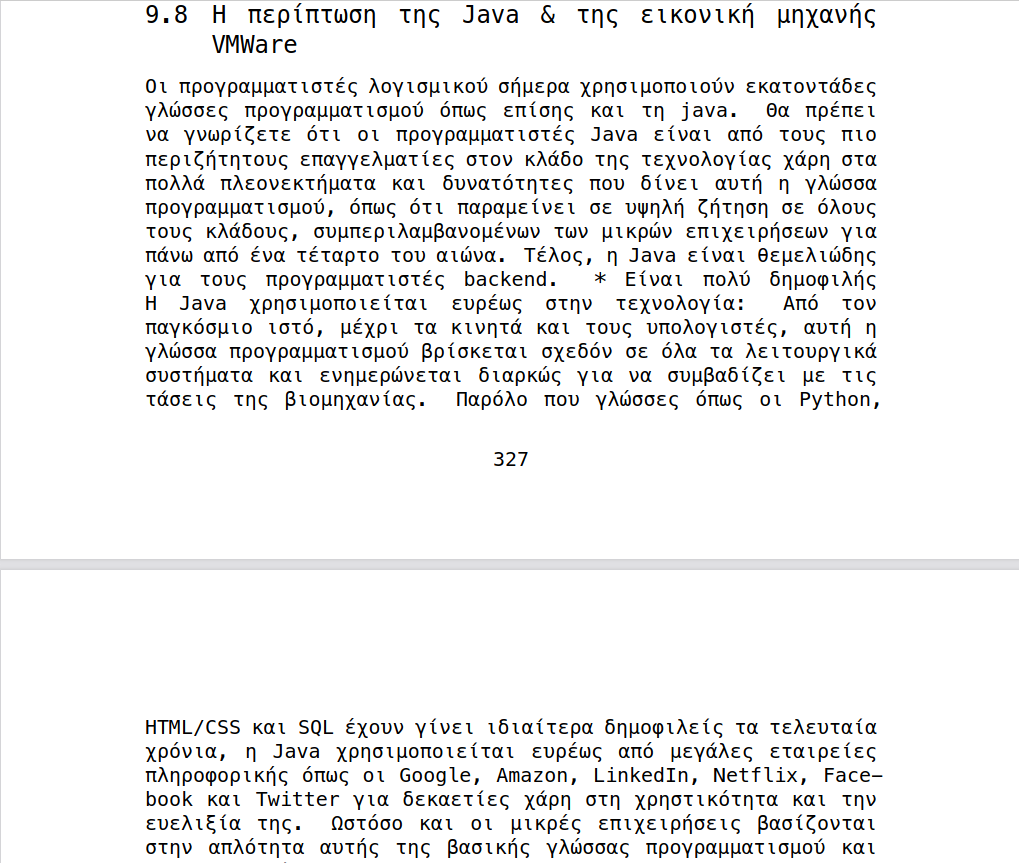 9.8 Η περίπτωση της Java & της εικονική μηχανής
VMWare
Οι προγραμματιστές λογισμικού σήμερα χρησιμοποιούν εκατοντάδες
γλώσσες προγραμματισμού όπως επίσης και τη java. Θα πρέπει
να γνωρίζετε ότι οι προγραμματιστές Java είναι από τους πιο
περιζήτητους επαγγελματίες στον κλάδο της τεχνολογίας χάρη στα
πολλά πλεονεκτήματα και δυνατότητες που δίνει αυτή η γλώσσα
προγραμματισμού, όπως ότι παραμείνει σε υψηλή ζήτηση σε όλους
τους κλάδους, συμπεριλαμβανομένων των μικρών επιχειρήσεων για
πάνω από ένα τέταρτο του αιώνα. Τέλος, η Java είναι θεμελιώδης
για τους προγραμματιστές backend. * Είναι πολύ δημοφιλής
Η Java χρησιμοποιείται ευρέως στην τεχνολογία: Από τον
παγκόσμιο ιστό, μέχρι τα κινητά και τους υπολογιστές, αυτή η
γλώσσα προγραμματισμού βρίσκεται σχεδόν σε όλα τα λειτουργικά
συστήματα και ενημερώνεται διαρκώς για να συμβαδίζει με τις
τάσεις της βιομηχανίας. Παρόλο που γλώσσες όπως οι Python,
327
HTML/CSS και SQL έχουν γίνει ιδιαίτερα δημοφιλείς τα τελευταία
χρόνια, η Java χρησιμοποιείται ευρέως από μεγάλες εταιρείες
πληροφορικής όπως οι Google, Amazon, LinkedIn, Netflix, Face-
book και Twitter για δεκαετίες χάρη στη χρηστικότητα και την
ευελιξία της. Ωστόσο και οι μικρές επιχειρήσεις βασίζονται
στην απλότητα αυτής της βασικής γλώσσας προγραμματισμού και